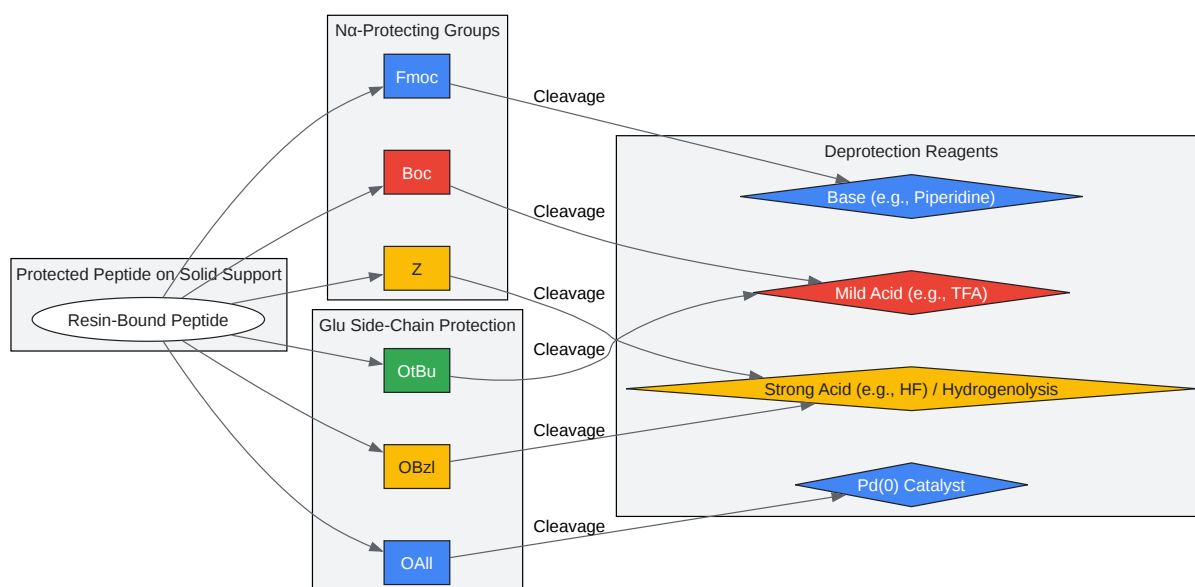 Protected Peptide on Solid Support
Resin-Bound Peptide
Nα-Protecting Groups
Fmoc
Boc
Z
Glu Side-Chain Protection
OtBu
OBzl
OAll
Cleavage
Cleavage
Cleavage
Cleavage
Cleavage
Cleavage
Deprotection Reagents
Base (e.g., Piperidine)
Mild Acid (e.g., TFA)
Strong Acid (e.g., HF) / Hydrogenolysis
Pd(0) Catalyst